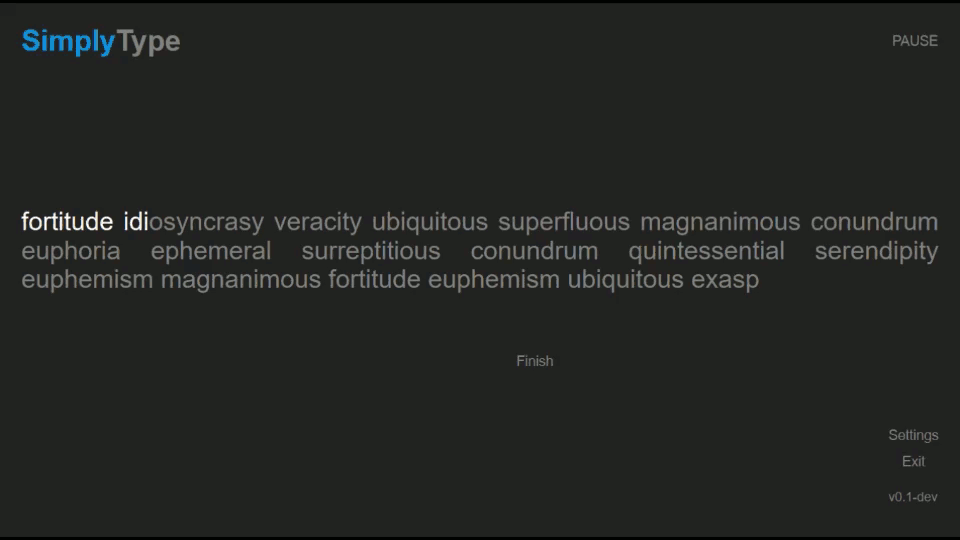 SimplyType
PAUSE
fortitude idiosyncrasy veracity ubiquitous superfluous magnanimous conundrum
euphoria ephemeral surreptitious conundrum quintessential serendipity
euphemism magnanimous fortitude euphemism ubiquitous exasp
Finish
Settings
Exit
v0.1-dev